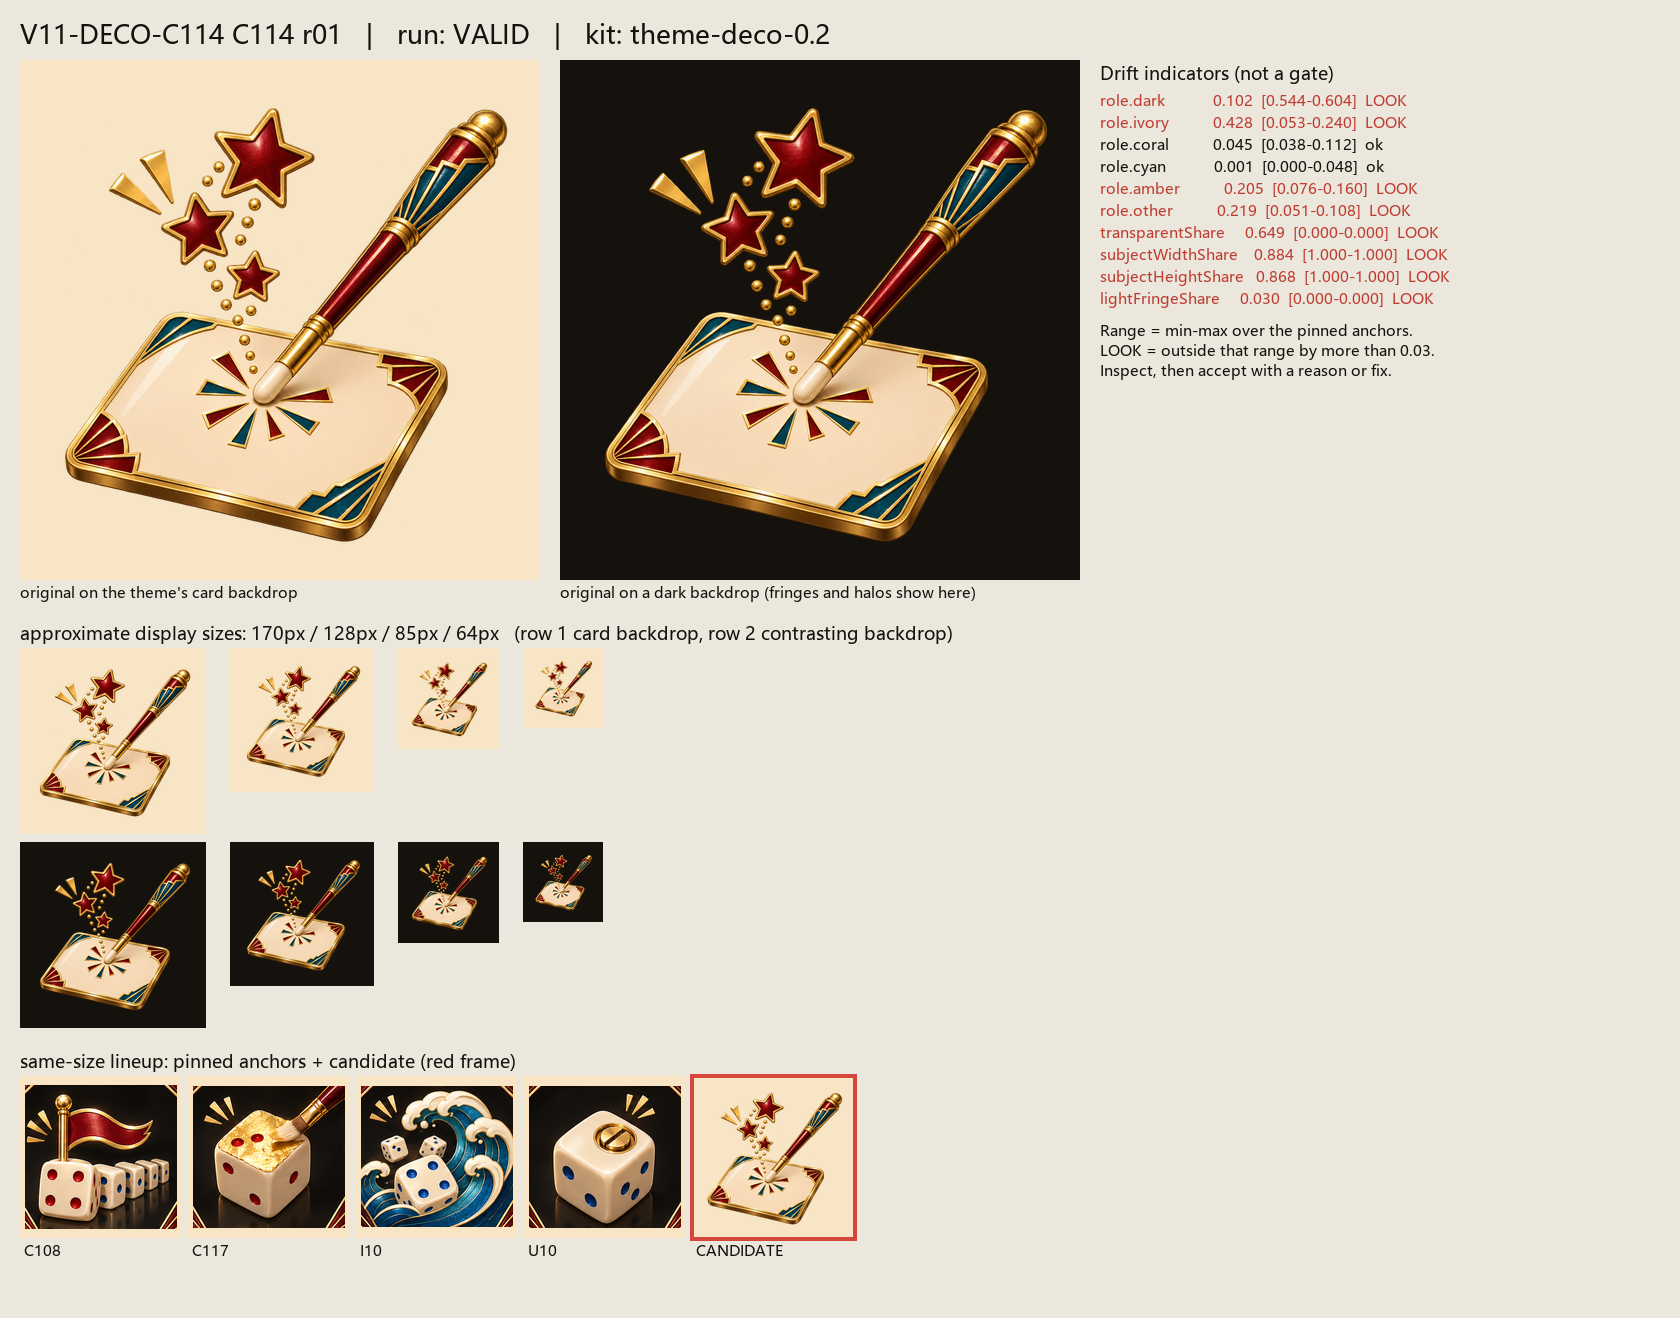 V11-DECO-C114 C114 r01 | run: VALID | kit: theme-deco-0.2
Drift indicators (not a gate)
role.dark 0.102 [0.544-0.604] LOOK
role.ivory 0.428 [0.053-0.240] LOOK
role.coral 0.045 [0.038-0.112] ok
role.cyan 0.001 [0.000-0.048] ok
role.amber 0.205 [0.076-0.160] LOOK
role.other 0.219 [0.051-0.108] LOOK
transparentShare 0.649 [0.000-0.000] LOOK
subjectWidthShare 0.884 [1.000-1.000] LOOK
subjectHeightShare 0.868 [1.000-1.000] LOOK
lightFringeShare 0.030 [0.000-0.000] LOOK
Range = min-max over the pinned anchors.
LOOK = outside that range by more than 0.03.
Inspect, then accept with a reason or fix.
original on the theme's card backdrop
original on a dark backdrop (fringes and halos show here)
approximate display sizes: 170px / 128px / 85px / 64px (row 1 card backdrop, row 2 contrasting backdrop)
same-size lineup: pinned anchors + candidate (red frame)
C108
C117
I10
U10
CANDIDATE